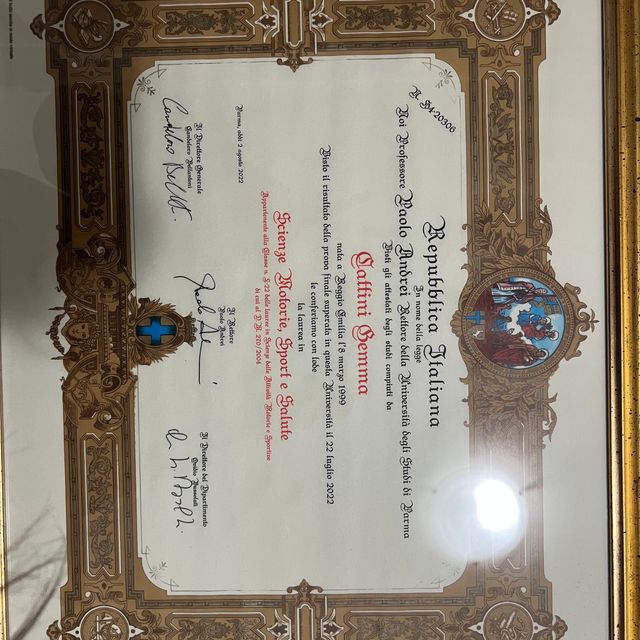 N. 54-20306
Repubblica Italiana
In nome della legge
Noi Professore Paolo Andrei Rettore della Università degli Studi di Parma
Visti gli attestati degli studi compiuti da
Cattini Gemma
nata a Reggio Emilia l'8 marzo 1999
Visto il risultato della prova finale superata in questa Università il 22 luglio 2022
le conferiamo con lode
la laurea in
Scienze Motorie, Sport e Salute
Appartenente alla Classe n. L-22 delle lauree in Scienze delle Attività Motorie e Sportive
di cui al D.M. 270/2004
Parma, addì 2 agosto 2022
Il Direttore Generale
Candeloro Bellantoni
Il Rettore
Paolo Andrei
Il Direttore del Dipartimento